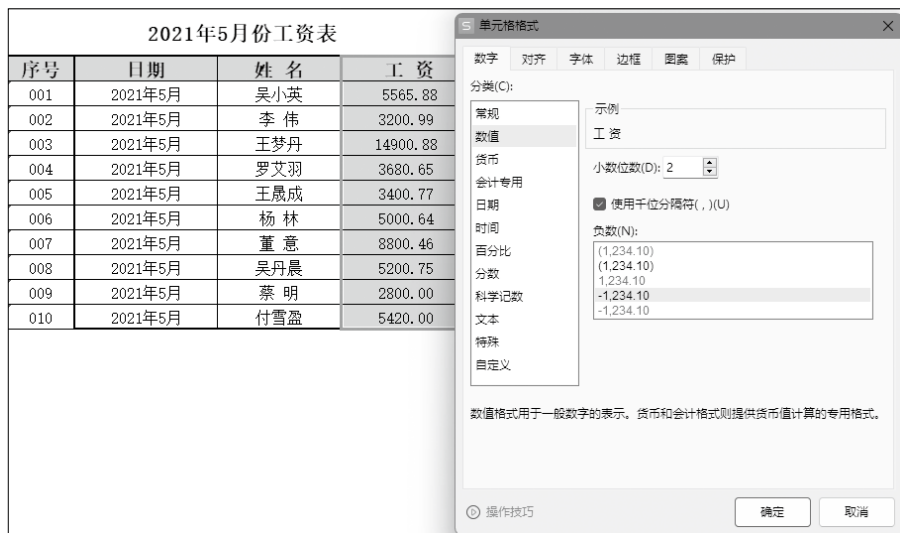 2021年5月份工资表
序号 日期 姓 名 工 资
001 2021年5月 吴小英 5565.88
002 2021年5月 李 伟 3200.99
003 2021年5月 王梦丹 14900.88
004 2021年5月 罗艾羽 3680.65
005 2021年5月 王晟成 3400.77
006 2021年5月 杨 林 5000.64
007 2021年5月 董 意 8800.46
008 2021年5月 吴丹晨 5200.75
009 2021年5月 蔡 明 2800.00
010 2021年5月 付雪盈 5420.00
S 单元格格式
数字 对齐 字体 边框 图案 保护
分类(C):
常规
数值
货币
会计专用
日期
时间
百分比
分数
科学记数
文本
特殊
自定义
示例
工 资
小数位数(D): 2
使用千位分隔符( , )(U)
负数(N):
(1,234.10)
(1,234.10)
1,234.10
-1,234.10
-1,234.10
数值格式用于一般数字的表示。货币和会计格式则提供货币值计算的专用格式。
操作技巧
确定 取消